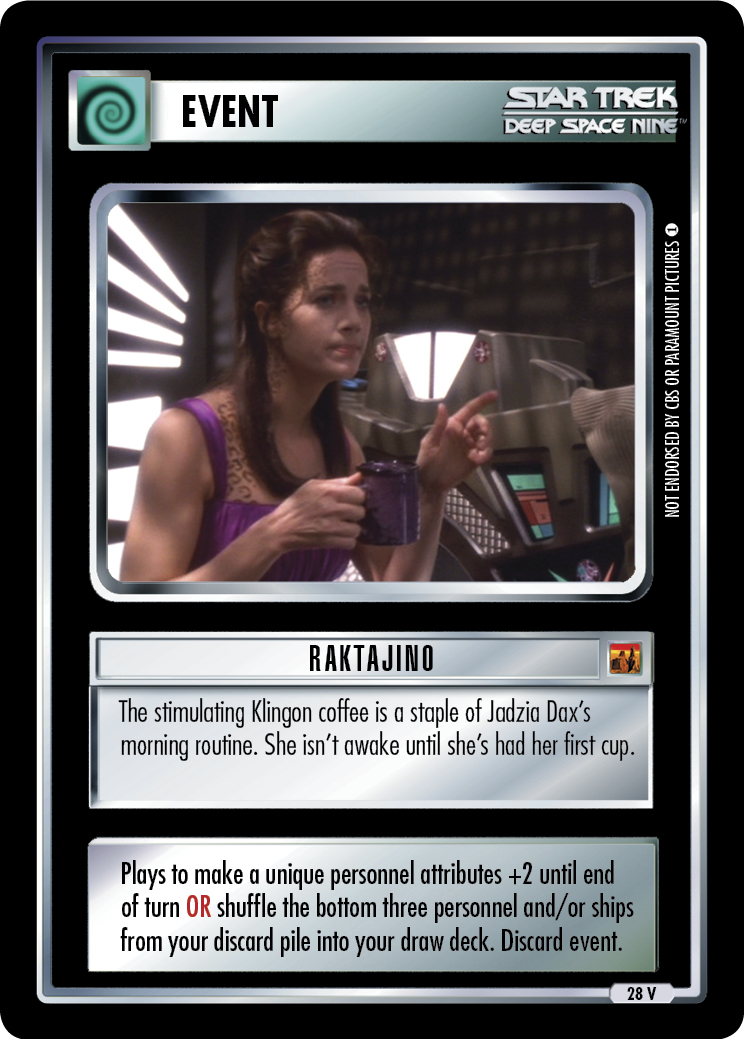 EVENT
STAR TREK
DEEP SPACE NINE™
NOT ENDORSED BY CBS OR PARAMOUNT PICTURES 1
RAKTAJINO
The stimulating Klingon coffee is a staple of Jadzia Dax's
morning routine. She isn't awake until she's had her first cup.
Plays to make a unique personnel attributes +2 until end
of turn OR shuffle the bottom three personnel and/or ships
from your discard pile into your draw deck. Discard event.
28 V